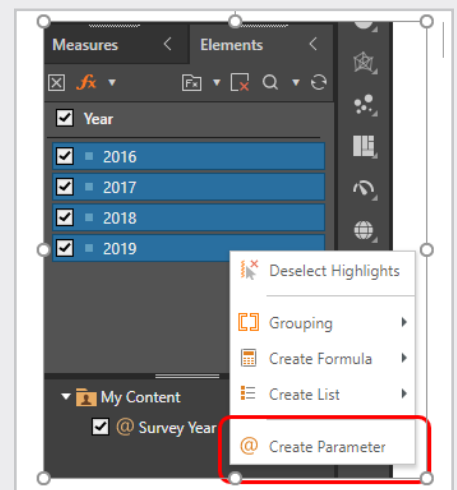 Measures Elements
Year
2016
2017
2018
2019
Deselect Highlights
Grouping
Create Formula
Create List
My Content
@ Survey Year
@ Create Parameter